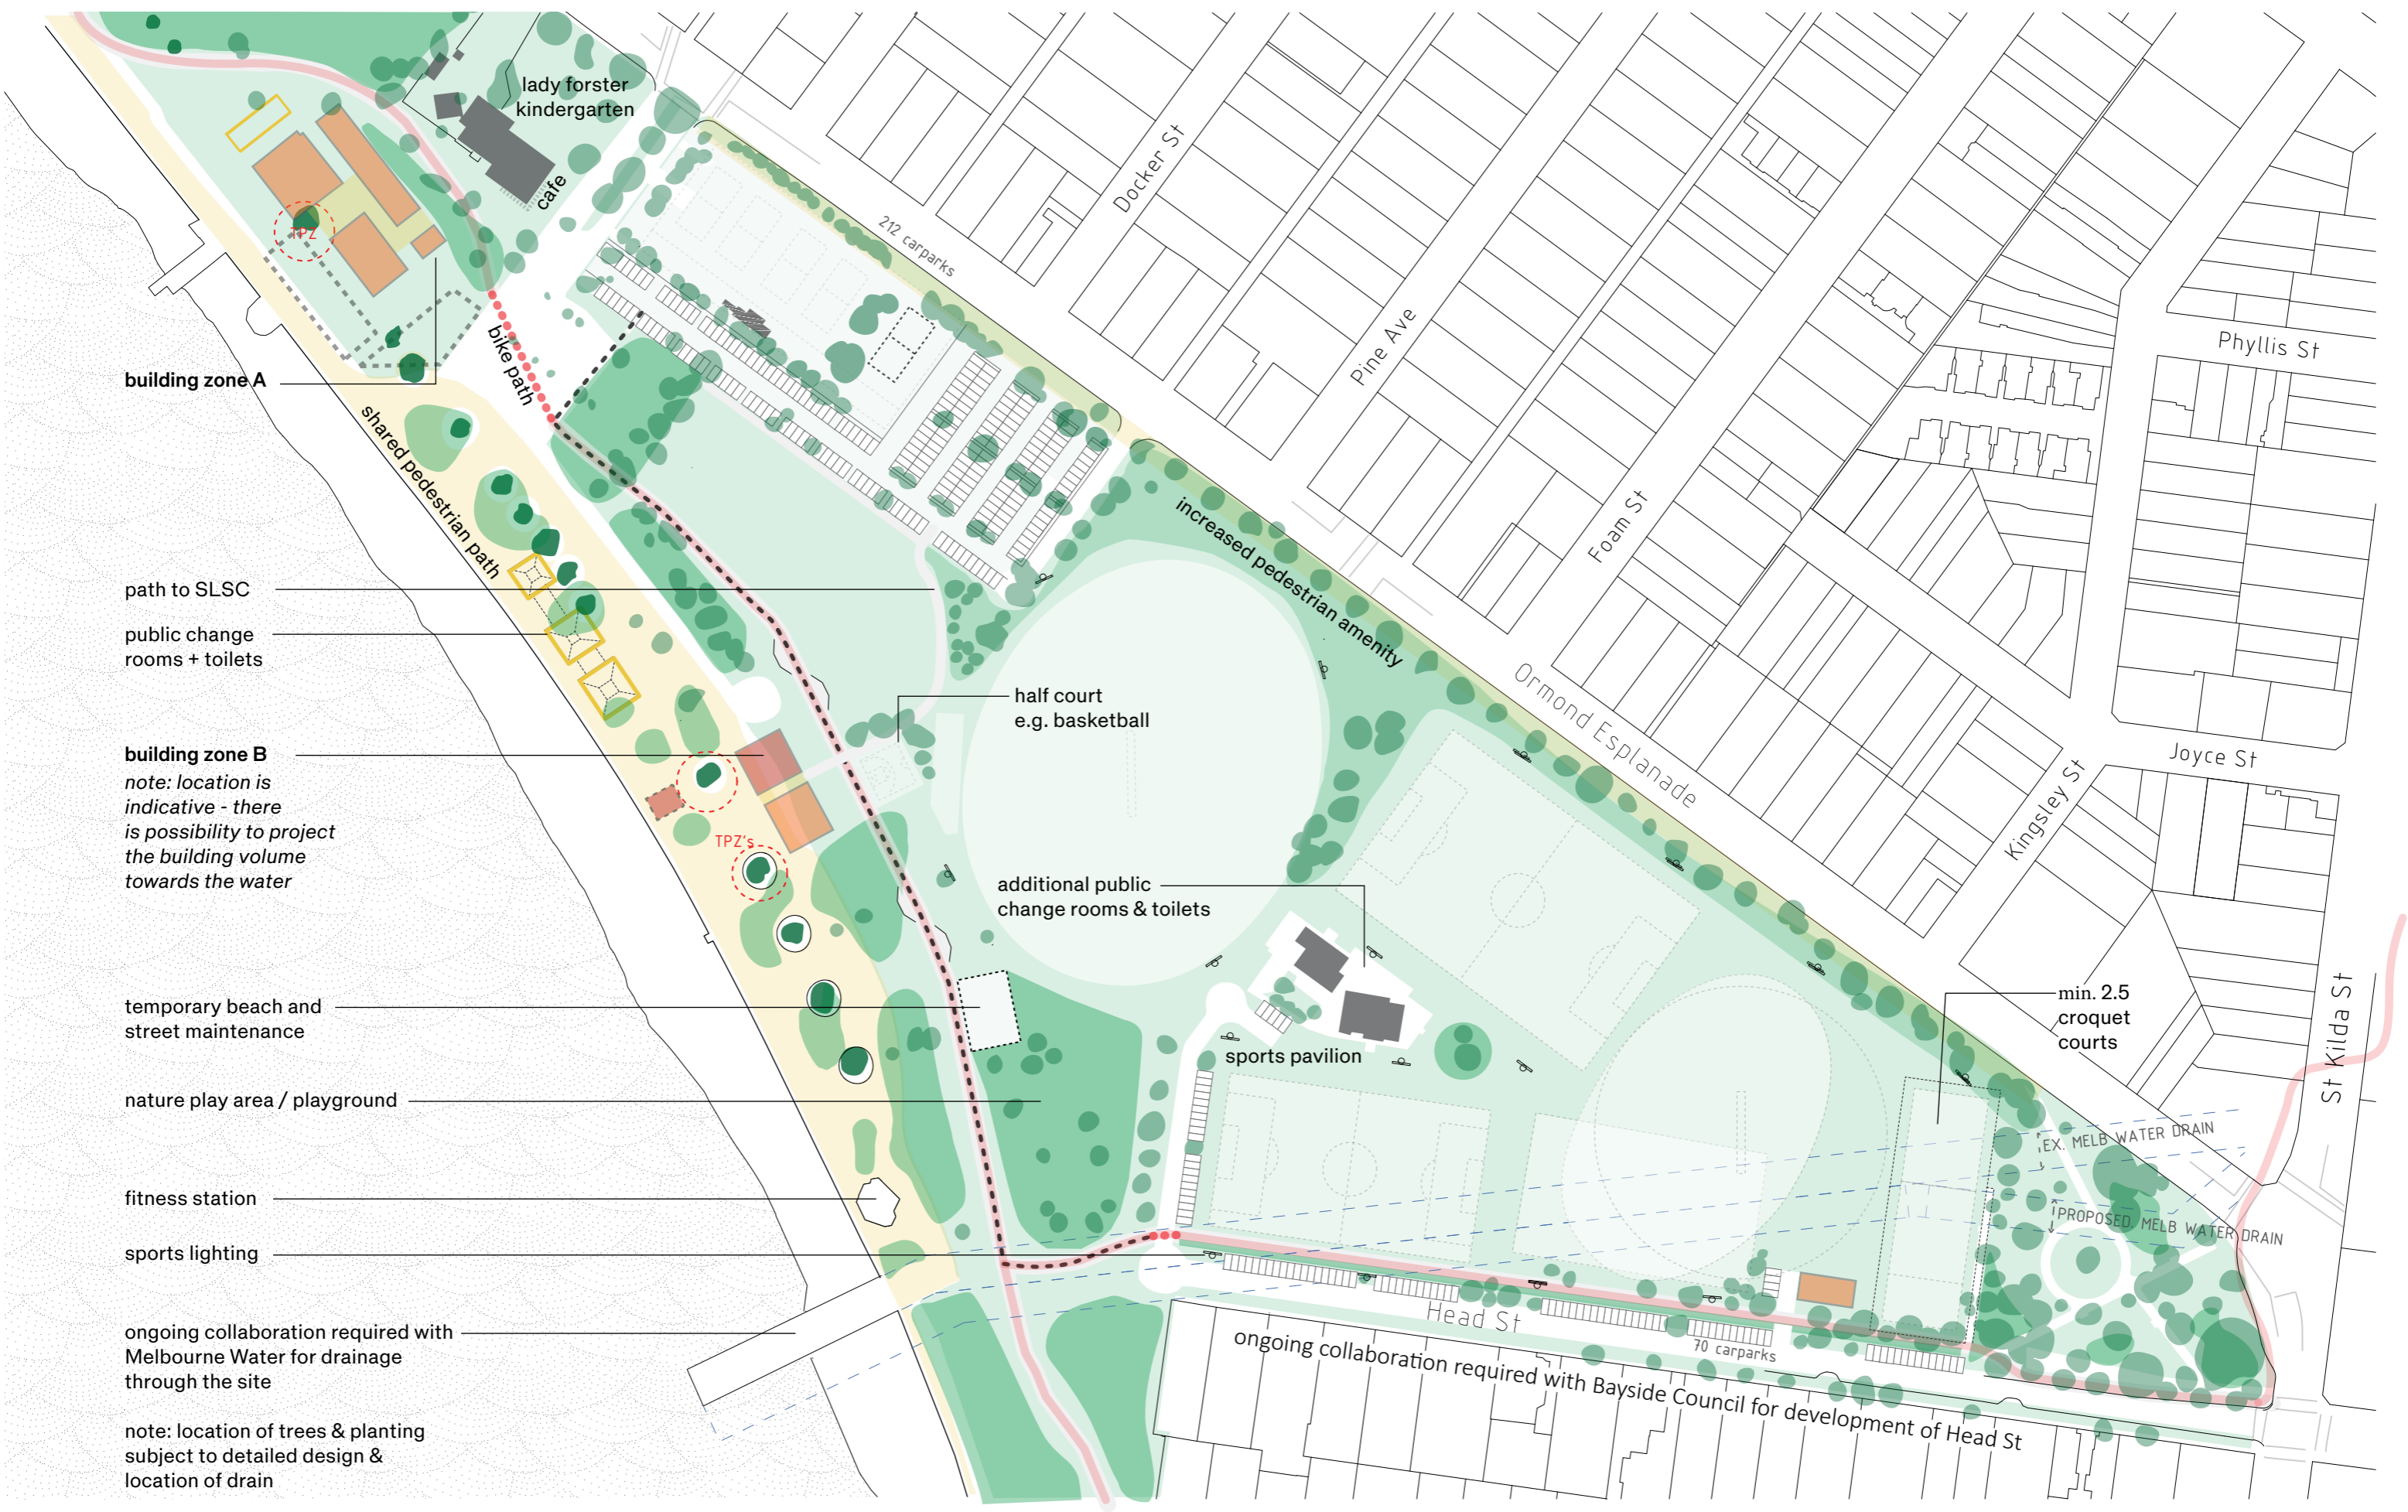 lady forster
kindergarten
cafe
TPZ
212 carparks
Docker St
Pine Ave
Foam St
Phyllis St
bike path
building zone A
shared pedestrian path
increased pedestrian amenity
path to SLSC
public change
rooms + toilets
half court
e.g. basketball
Ormond Esplanade
Joyce St
Kingsley St
St Kilda St
building zone B
note: location is
indicative - there
is possibility to project
the building volume
towards the water
TPZ's
additional public
change rooms & toilets
sports pavilion
min. 2.5
croquet
courts
temporary beach and
street maintenance
nature play area / playground
EX. MELB WATER DRAIN
PROPOSED. MELB WATER DRAIN
fitness station
sports lighting
Head St
70 carparks
ongoing collaboration required with Bayside Council for development of Head St
ongoing collaboration required with
Melbourne Water for drainage
through the site
note: location of trees & planting
subject to detailed design &
location of drain